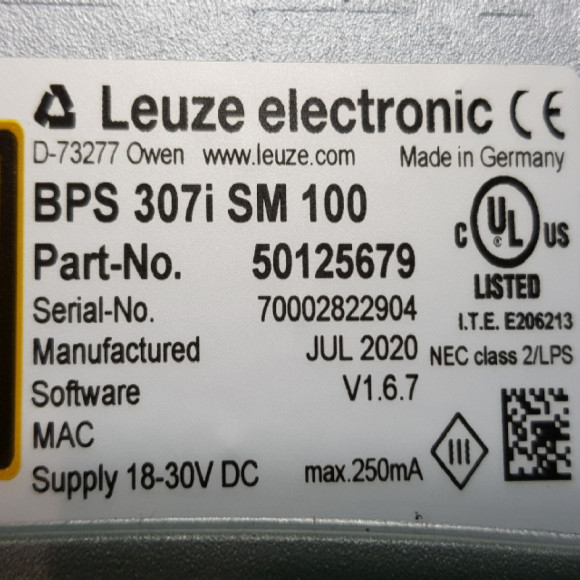 Leuze electronic CE
D-73277 Owen www.leuze.com Made in Germany
BPS 307i SM 100
Part-No. 50125679
c UL US
LISTED
Serial-No. 70002822904
I.T.E. E206213
Manufactured JUL 2020 NEC class 2/LPS
Software V1.6.7
MAC
Supply 18-30V DC max.250mA
III